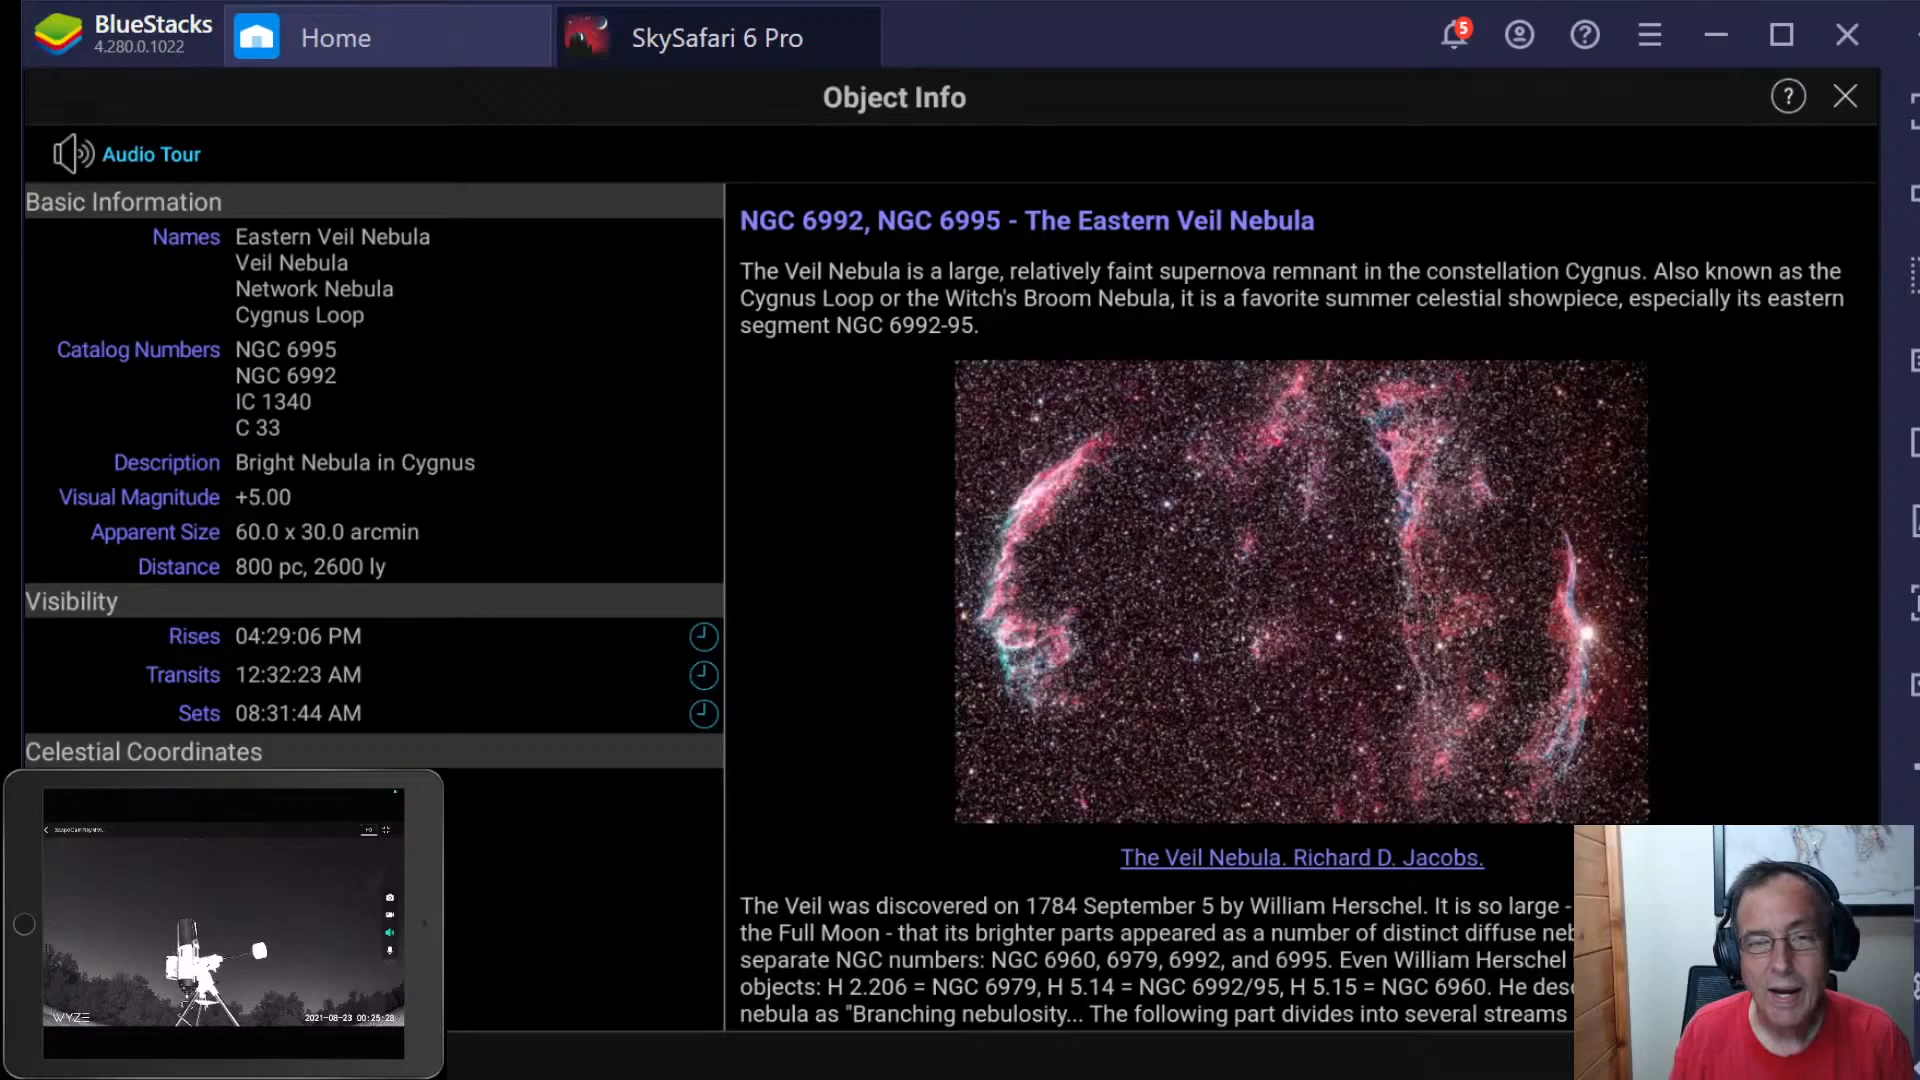 BlueStacks
4.280.0.1022
Home
SkySafari 6 Pro
5
Object Info
?
Audio Tour
Basic Information
Names Eastern Veil Nebula
Veil Nebula
Network Nebula
Cygnus Loop
Catalog Numbers NGC 6995
NGC 6992
IC 1340
C 33
Description Bright Nebula in Cygnus
Visual Magnitude +5.00
Apparent Size 60.0 x 30.0 arcmin
Distance 800 pc, 2600 ly
Visibility
Rises 04:29:06 PM
Transits 12:32:23 AM
Sets 08:31:44 AM
Celestial Coordinates
NGC 6992, NGC 6995 - The Eastern Veil Nebula
The Veil Nebula is a large, relatively faint supernova remnant in the constellation Cygnus. Also known as the
Cygnus Loop or the Witch's Broom Nebula, it is a favorite summer celestial showpiece, especially its eastern
segment NGC 6992-95.
The Veil Nebula. Richard D. Jacobs.
The Veil was discovered on 1784 September 5 by William Herschel. It is so large -
the Full Moon - that its brighter parts appeared as a number of distinct diffuse neb
separate NGC numbers: NGC 6960, 6979, 6992, and 6995. Even William Herschel
objects: H 2.206 = NGC 6979, H 5.14 = NGC 6992/95, H 5.15 = NGC 6960. He desc
nebula as "Branching nebulosity... The following part divides into several streams
HD
WYZE
2021-08-23 00:25:28